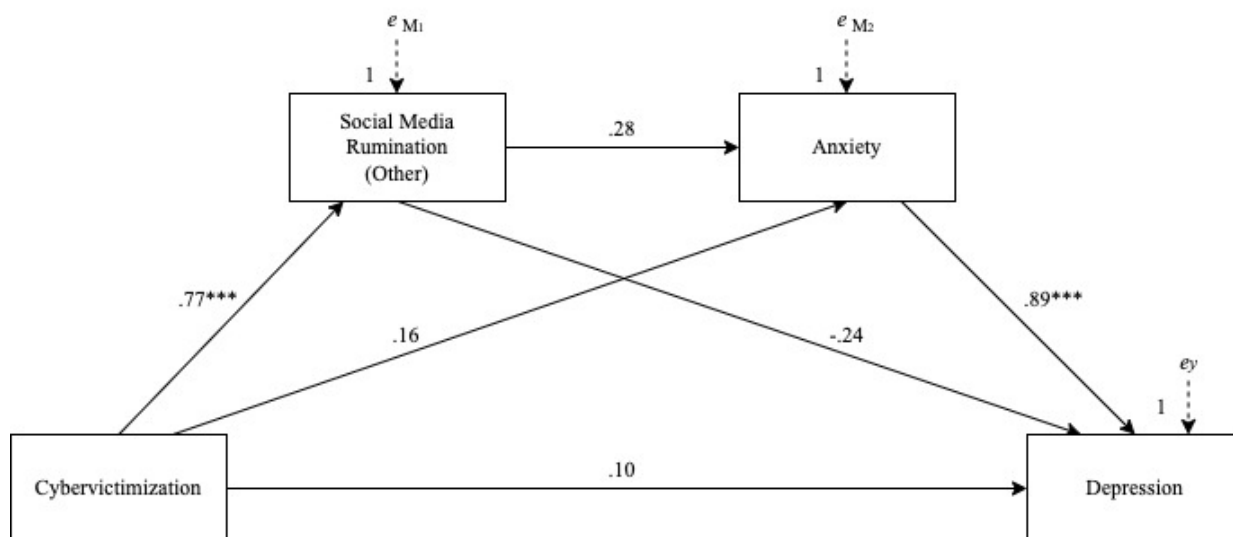 e M1
e M2
1
1
Social Media
Rumination
(Other)
.28
Anxiety
.77***
.16
-.24
.89***
ey
1
Cybervictimization
.10
Depression